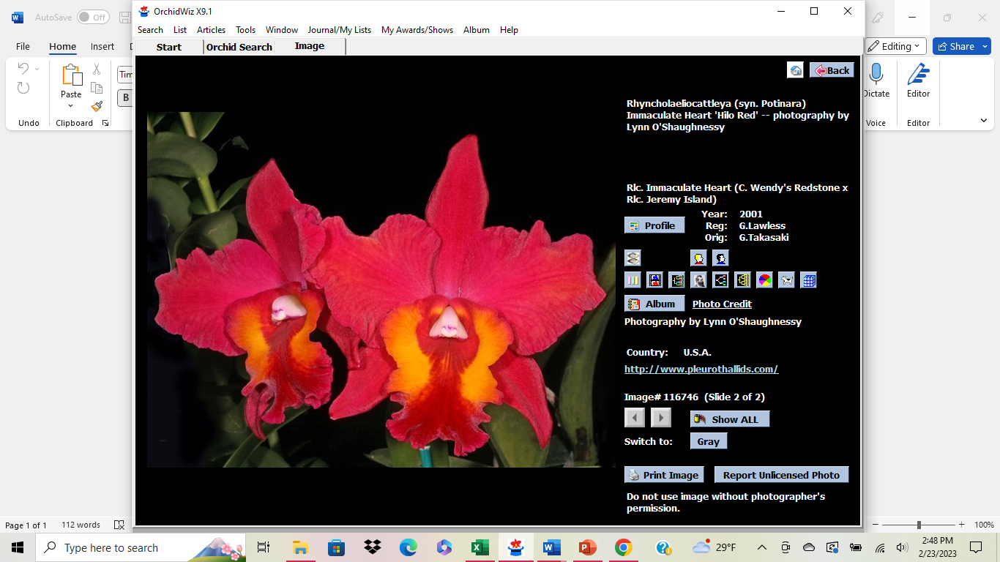 AutoSave Off
OrchidWiz X9.1
Search List Articles Tools Window Journal/My Lists My Awards/Shows Album Help
File Home Insert
Editing Share
Start Orchid Search Image
Back
Tim
Paste
B
Dictate Editor
Undo Clipboard
Voice Editor
Rhyncholaeliocattleya (syn. Potinara)
Immaculate Heart 'Hilo Red' -- photography by
Lynn O'Shaughnessy
Rlc. Immaculate Heart (C. Wendy's Redstone x
Rlc. Jeremy Island)
Year: 2001
Profile Reg: G.Lawless
Orig: G.Takasaki
Album Photo Credit
Photography by Lynn O'Shaughnessy
Country: U.S.A.
http://www.pleurothallids.com/
Image# 116746 (Slide 2 of 2)
Show ALL
Switch to: Gray
Print Image Report Unlicensed Photo
Do not use image without photographer's
permission.
Page 1 of 1 112 words 100%
Type here to search
29°F
2:48 PM
2/23/2023